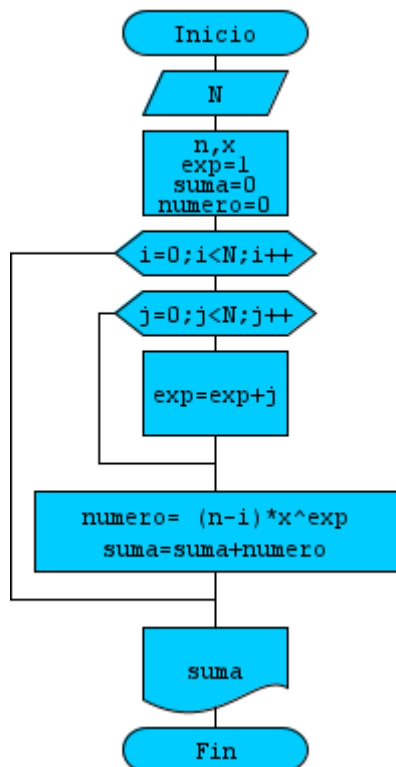 Inicio
N
n,x
exp=1
suma=0
numero=0
i=0;i<N;i++
j=0;j<N;j++
exp=exp+j
numero= (n-i)*x^exp
suma=suma+numero
suma
Fin